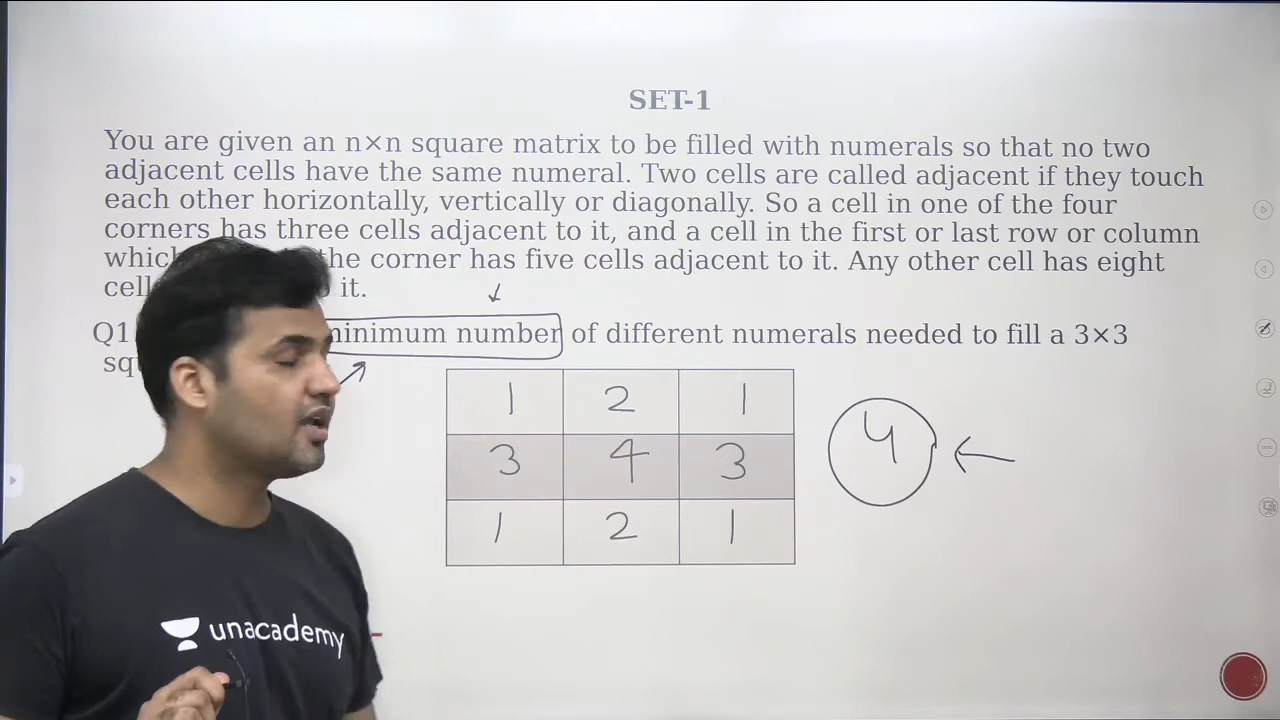 SET-1
You are given an n×n square matrix to be filled with numerals so that no two
adjacent cells have the same numeral. Two cells are called adjacent if they touch
each other horizontally, vertically or diagonally. So a cell in one of the four
corners has three cells adjacent to it, and a cell in the first or last row or column
the corner has five cells adjacent to it. Any other cell has eight
it.
Q1 minimum number of different numerals needed to fill a 3×3
1 2 1
3 4 3
1 2 1
4
unacademy